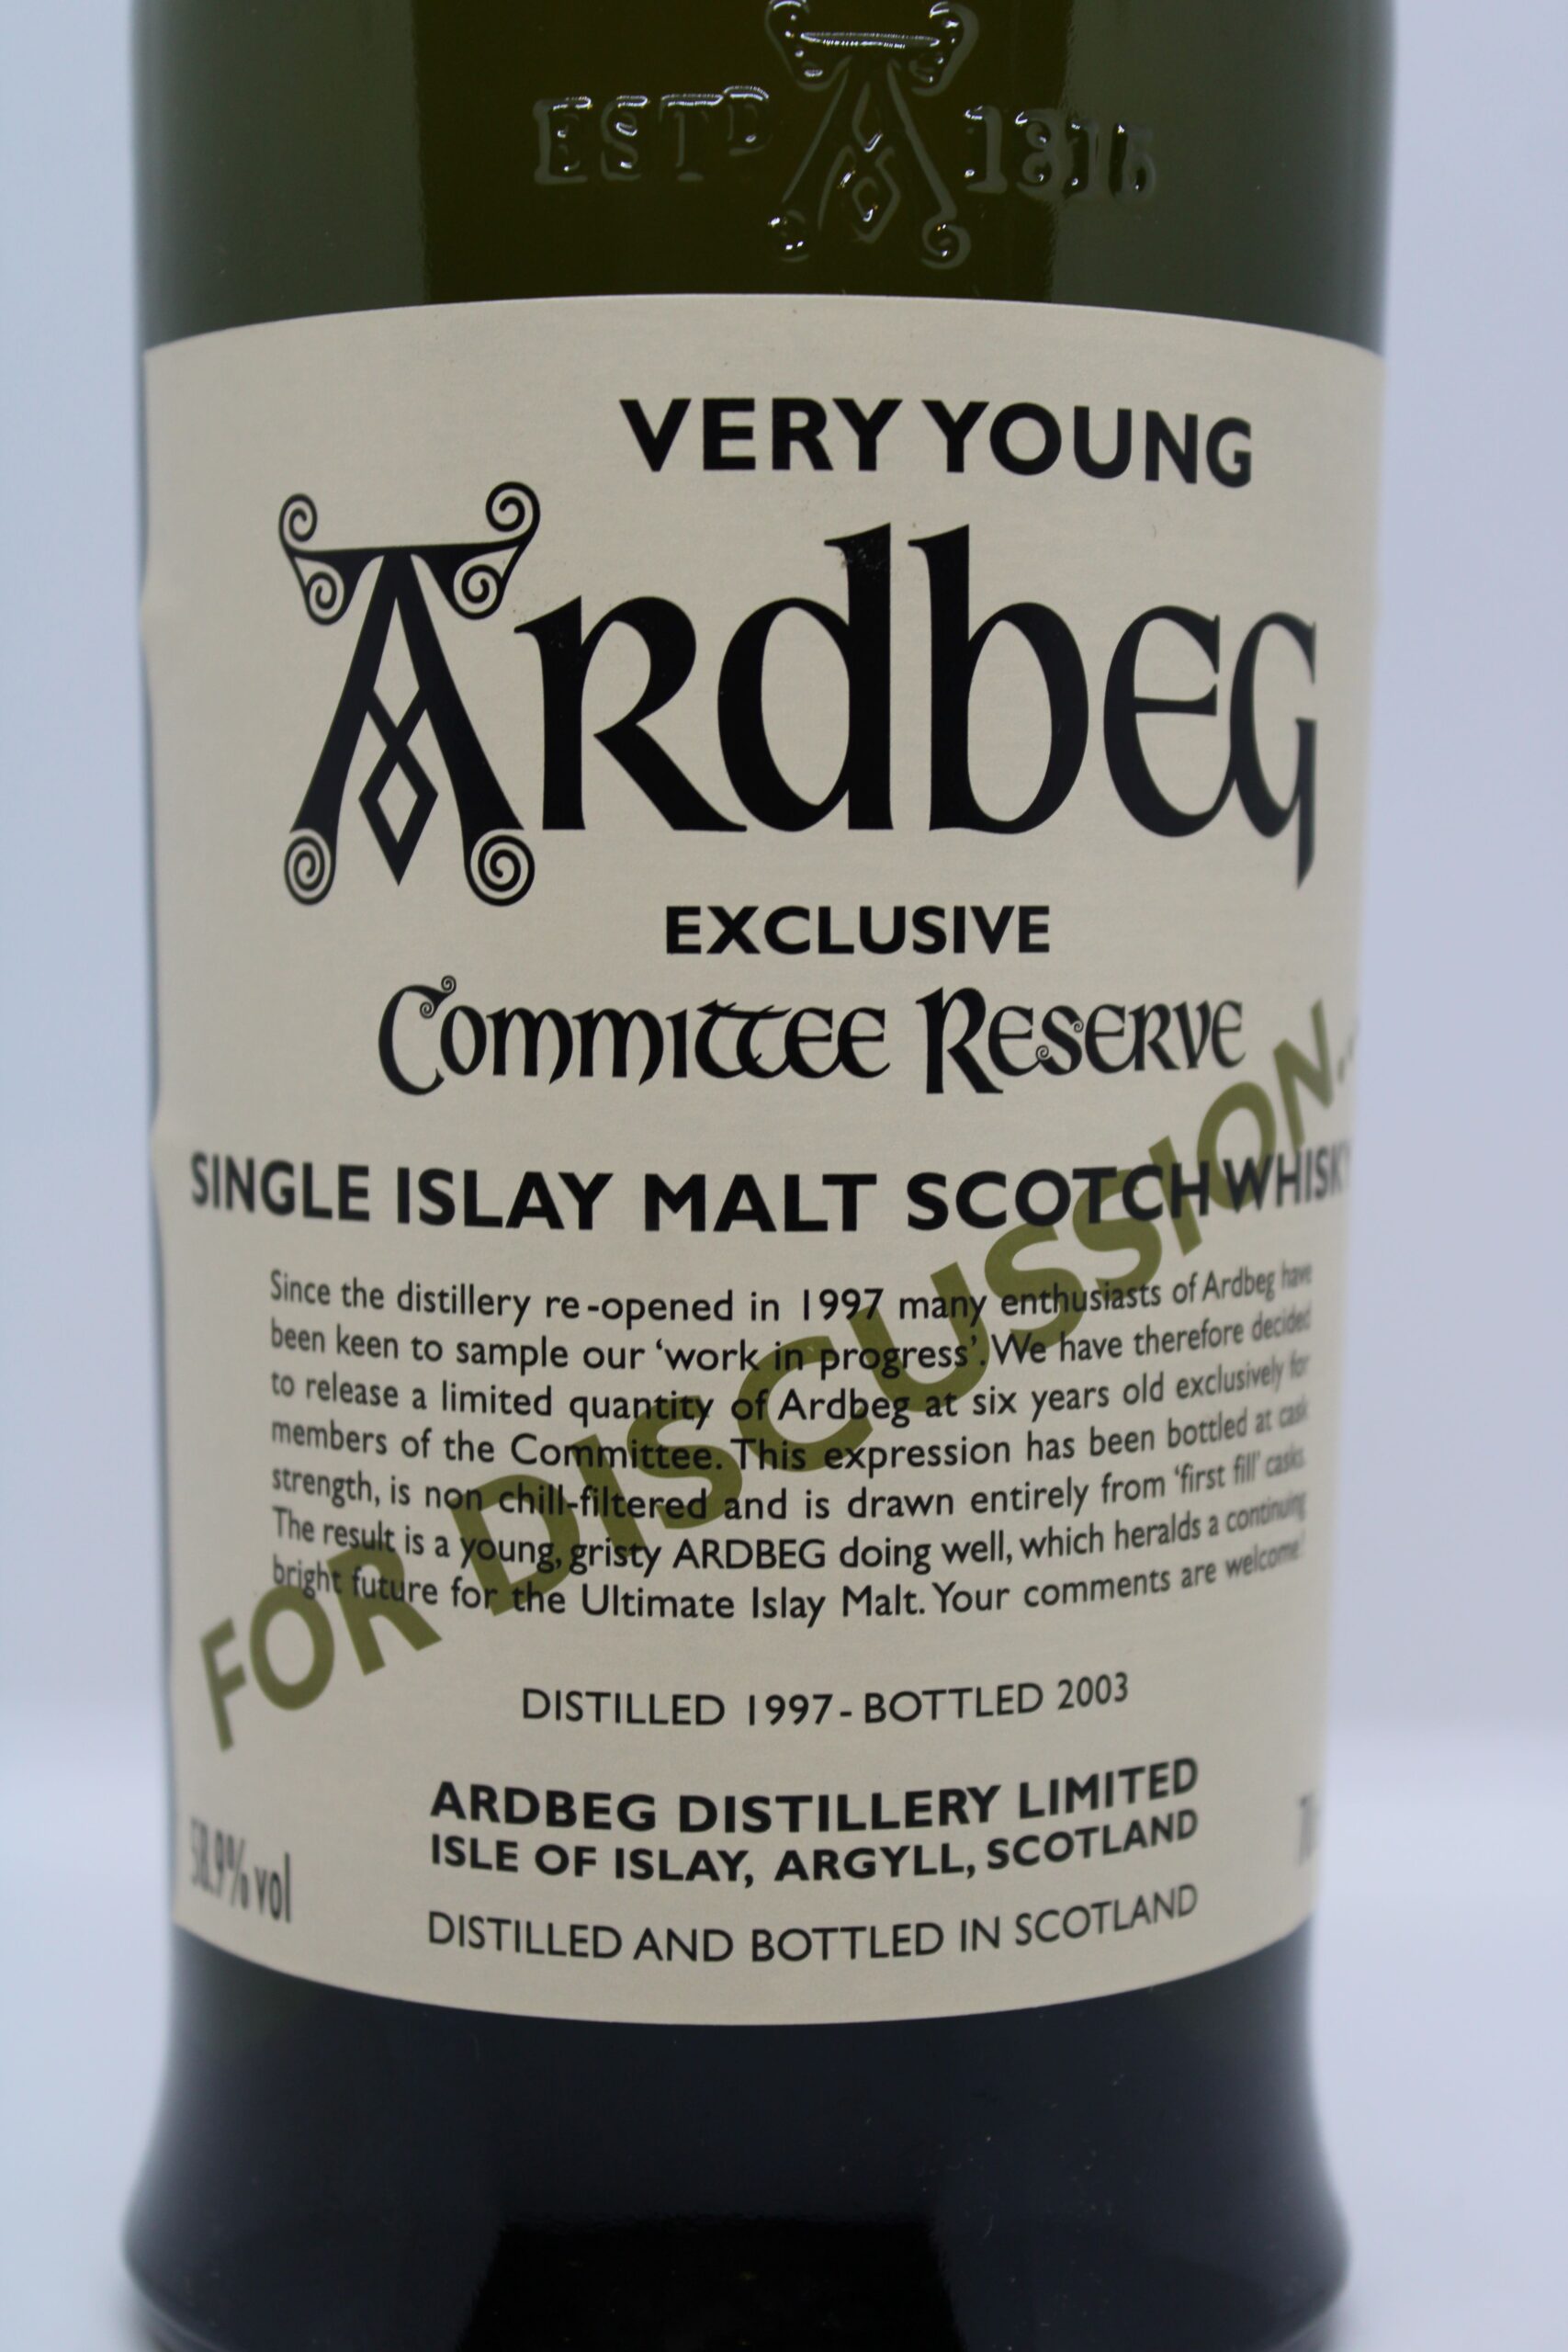 ESTD 1815
VERY YOUNG
Ardbeg
EXCLUSIVE
Committee Reserve
SINGLE ISLAY MALT SCOTCH WHISKY
FOR DISCUSSION...
Since the distillery re-opened in 1997 many enthusiasts of Ardbeg have
been keen to sample our ‘work in progress’. We have therefore decided
to release a limited quantity of Ardbeg at six years old exclusively for
members of the Committee. This expression has been bottled at cask
strength, is non chill-filtered and is drawn entirely from ‘first fill’ casks.
The result is a young, gristy ARDBEG doing well, which heralds a continuing
bright future for the Ultimate Islay Malt. Your comments are welcome!
DISTILLED 1997 - BOTTLED 2003
ARDBEG DISTILLERY LIMITED
ISLE OF ISLAY, ARGYLL, SCOTLAND
58.9% vol
DISTILLED AND BOTTLED IN SCOTLAND